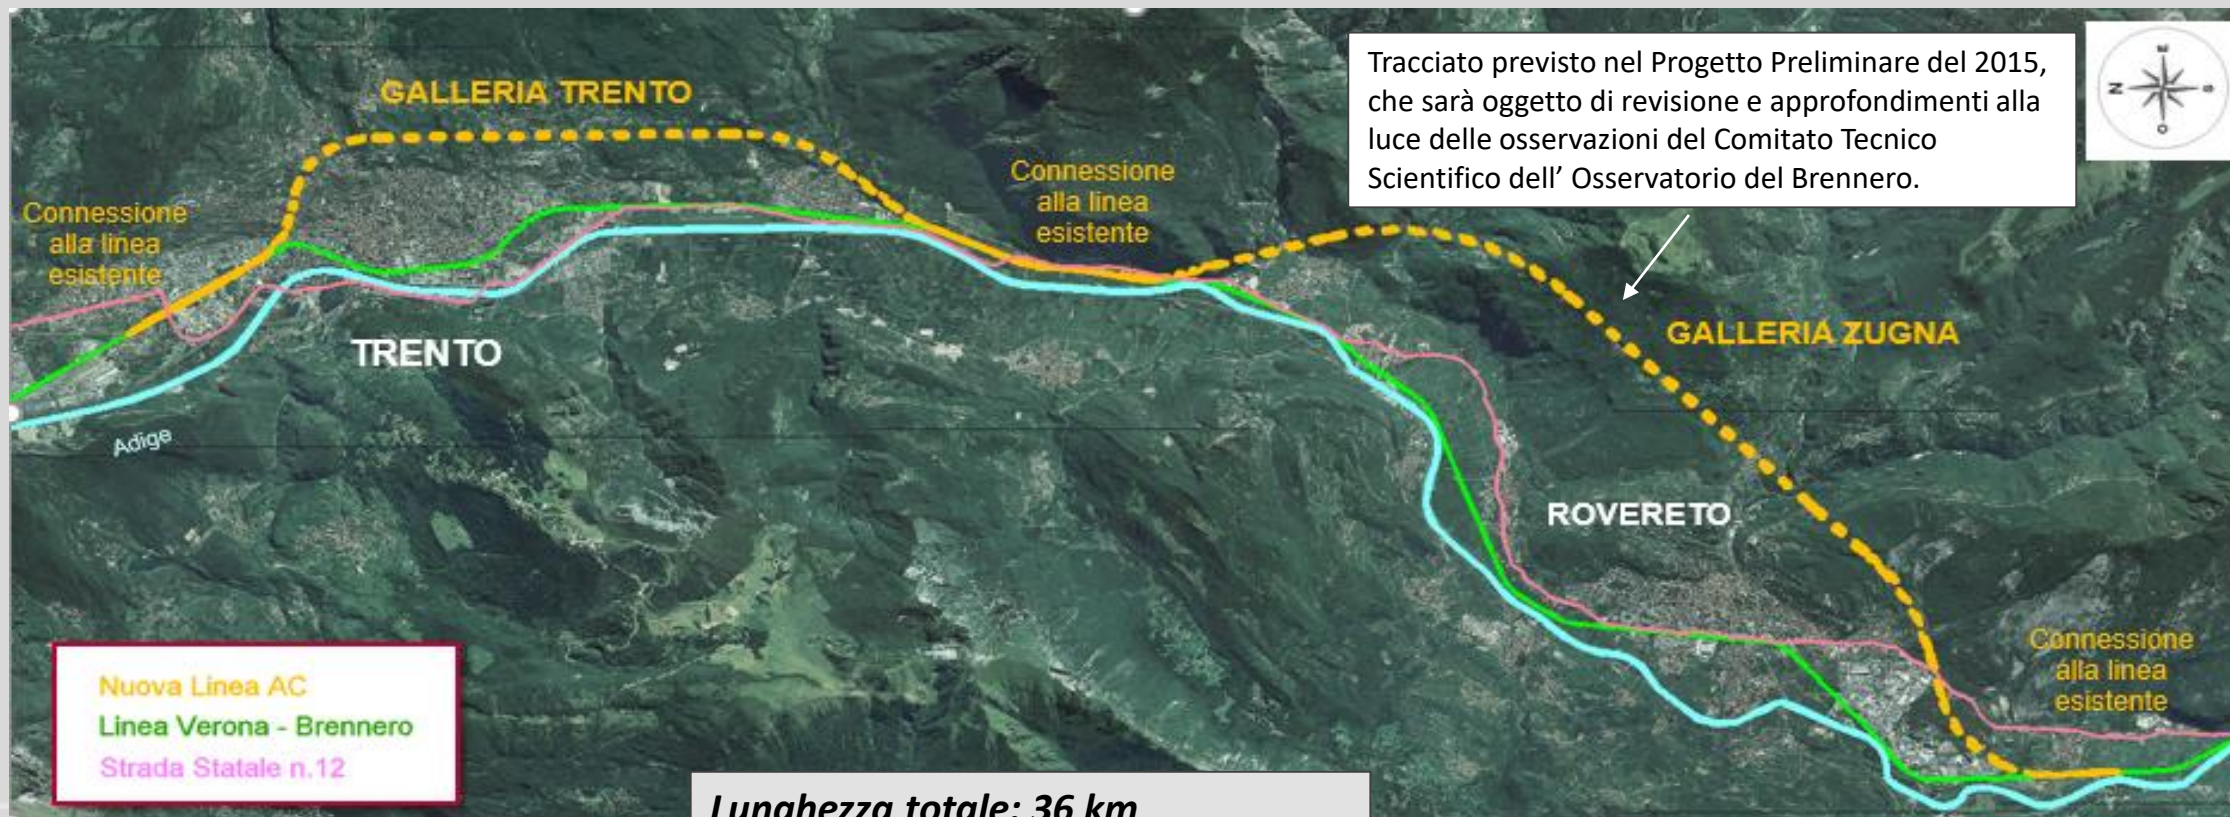 GALLERIA TRENTO
Tracciato previsto nel Progetto Preliminare del 2015,
che sarà oggetto di revisione e approfondimenti alla
luce delle osservazioni del Comitato Tecnico
Scientifico dell’ Osservatorio del Brennero.
E
N
S
O
Connessione
alla linea
esistente
Connessione
alla linea
esistente
GALLERIA ZUGNA
TRENTO
Adige
ROVERETO
Connessione
alla linea
esistente
Nuova Linea AC
Linea Verona - Brennero
Strada Statale n.12
Lunghezza totale: 36 km